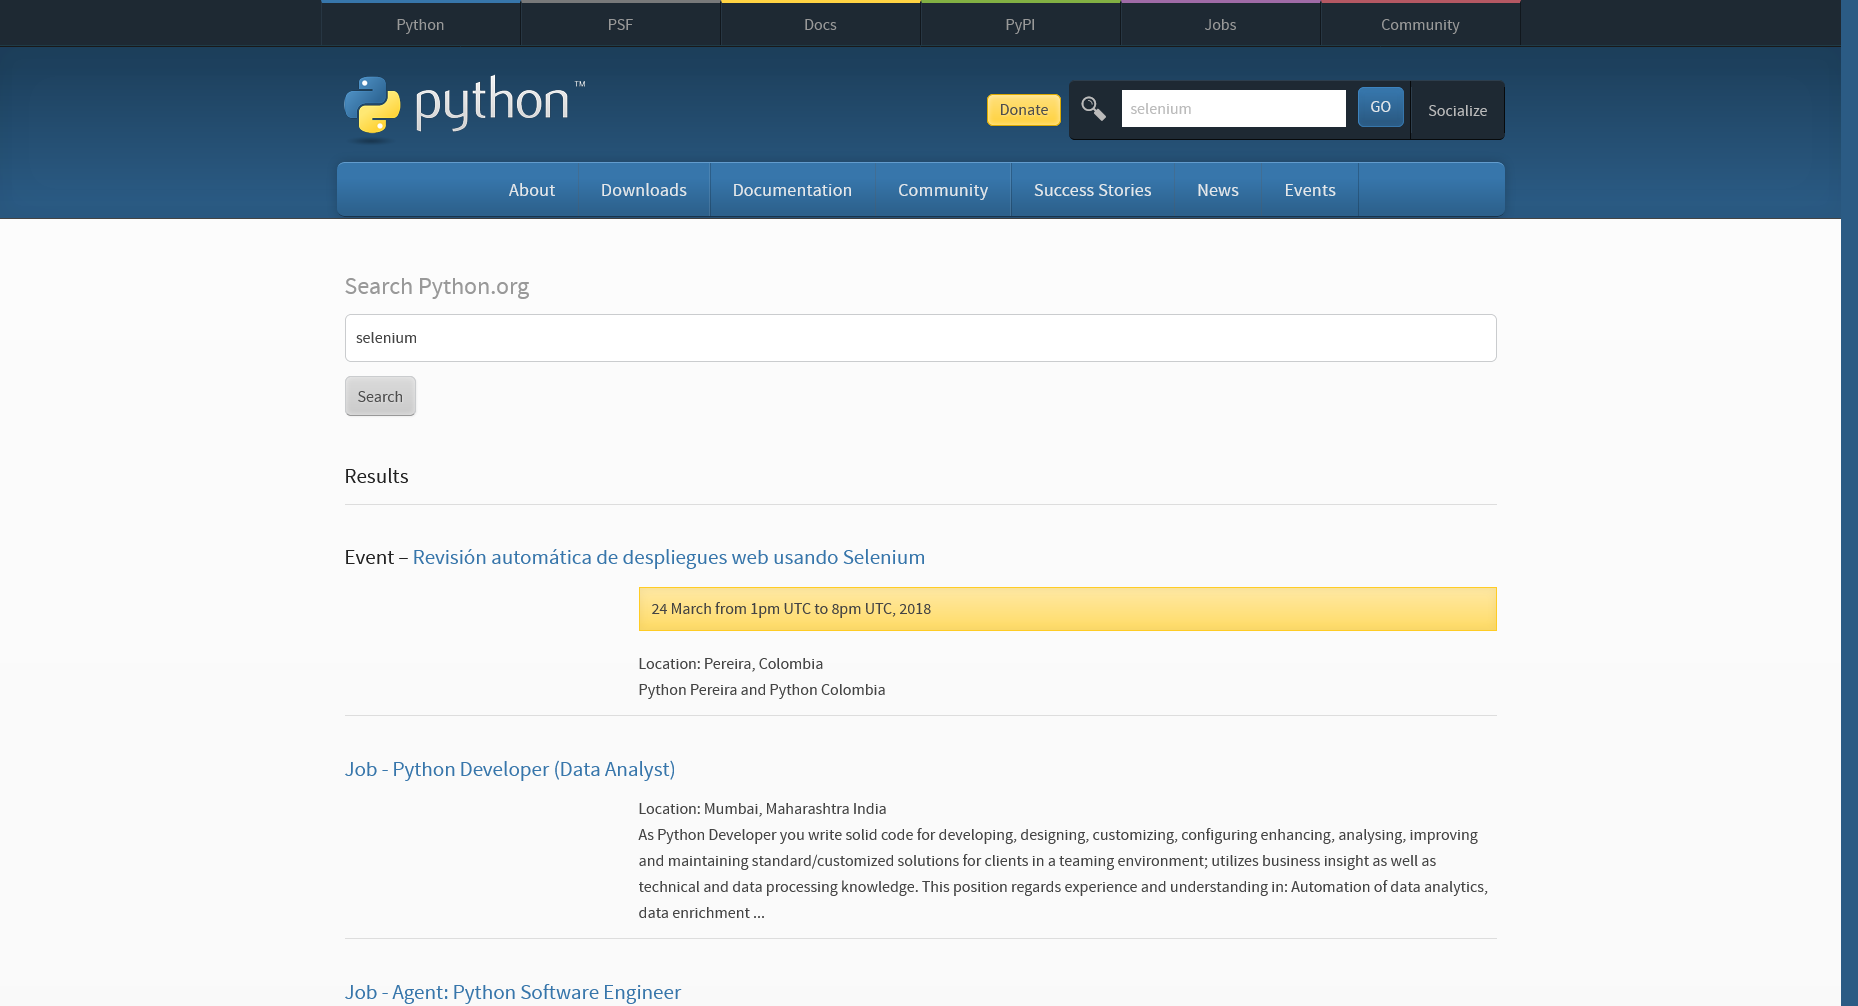 Python PSF Docs PyPI Jobs Community
python ™
Donate selenium GO Socialize
About Downloads Documentation Community Success Stories News Events
Search Python.org
selenium
Search
Results
Event – Revisión automática de despliegues web usando Selenium
24 March from 1pm UTC to 8pm UTC, 2018
Location: Pereira, Colombia
Python Pereira and Python Colombia
Job - Python Developer (Data Analyst)
Location: Mumbai, Maharashtra India
As Python Developer you write solid code for developing, designing, customizing, configuring enhancing, analysing, improving
and maintaining standard/customized solutions for clients in a teaming environment; utilizes business insight as well as
technical and data processing knowledge. This position regards experience and understanding in: Automation of data analytics,
data enrichment ...
Job - Agent: Python Software Engineer